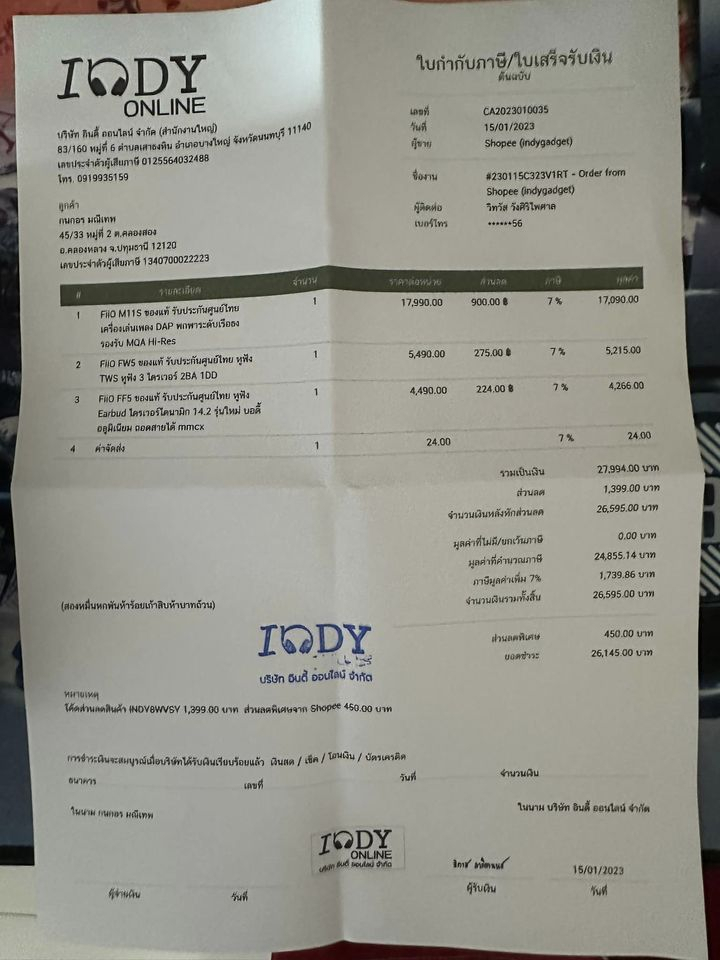 INDY
ONLINE
ใบกำกับภาษี/ใบเสร็จรับเงิน
ต้นฉบับ
บริษัท อินดี้ ออนไลน์ จำกัด (สำนักงานใหญ่)
83/160 หมู่ที่ 6 ตำบลเสาธงหิน อำเภอบางใหญ่ จังหวัดนนทบุรี 11140
เลขประจำตัวผู้เสียภาษี 0125564032488
โทร. 0919935159
เลขที่ CA2023010035
วันที่ 15/01/2023
ผู้ขาย Shopee (indygadget)
ชื่องาน #230115C323V1RT - Order from
Shopee (indygadget)
ผู้ติดต่อ วิทวัส วังศิริไพศาล
เบอร์โทร ******56
ลูกค้า
กนกอร มณีเทพ
45/33 หมู่ที่ 2 ต.คลองสอง
อ.คลองหลวง จ.ปทุมธานี 12120
เลขประจำตัวผู้เสียภาษี 1340700022223
# รายละเอียด จำนวน ราคาต่อหน่วย ส่วนลด ภาษี มูลค่า
1 FiiO M11S ของแท้ รับประกันศูนย์ไทย 1 17,990.00 900.00 ฿ 7 % 17,090.00
เครื่องเล่นเพลง DAP พกพาระดับเรือธง
รองรับ MQA Hi-Res
2 FiiO FW5 ของแท้ รับประกันศูนย์ไทย หูฟัง 1 5,490.00 275.00 ฿ 7 % 5,215.00
TWS หูฟัง 3 ไดรเวอร์ 2BA 1DD
3 FiiO FF5 ของแท้ รับประกันศูนย์ไทย หูฟัง 1 4,490.00 224.00 ฿ 7 % 4,266.00
Earbud ไดรเวอร์ไดนามิก 14.2 รุ่นใหม่ บอดี้
อลูมิเนียม ถอดสายได้ mmcx
4 ค่าจัดส่ง 1 24.00 7 % 24.00
รวมเป็นเงิน 27,994.00 บาท
ส่วนลด 1,399.00 บาท
จำนวนเงินหลังหักส่วนลด 26,595.00 บาท
มูลค่าที่ไม่มี/ยกเว้นภาษี 0.00 บาท
มูลค่าที่คำนวณภาษี 24,855.14 บาท
ภาษีมูลค่าเพิ่ม 7% 1,739.86 บาท
จำนวนเงินรวมทั้งสิ้น 26,595.00 บาท
(สองหมื่นหกพันห้าร้อยเก้าสิบห้าบาทถ้วน)
ส่วนลดพิเศษ 450.00 บาท
ยอดชำระ 26,145.00 บาท
INDY
บริษัท อินดี้ ออนไลน์ จำกัด
หมายเหตุ
โค้ดส่วนลดสินค้า INDY8WVSY 1,399.00 บาท ส่วนลดพิเศษจาก Shopee 450.00 บาท
การชำระเงินจะสมบูรณ์เมื่อบริษัทได้รับเงินเรียบร้อยแล้ว เงินสด / เช็ค / โอนเงิน / บัตรเครดิต
ธนาคาร เลขที่ วันที่ จำนวนเงิน
ในนาม กนกอร มณีเทพ ในนาม บริษัท อินดี้ ออนไลน์ จำกัด
INDY
ONLINE
บริษัท อินดี้ ออนไลน์ จำกัด
15/01/2023
ผู้จ่ายเงิน วันที่ ผู้รับเงิน วันที่